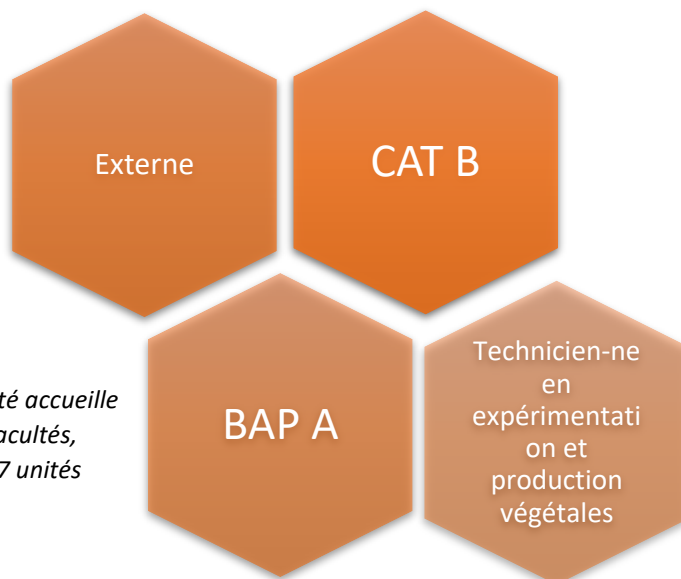 Externe
CAT B
té accueille
acultés,
7 unités
BAP A
Technicien-ne
en
expérimentati
on et
production
végétales